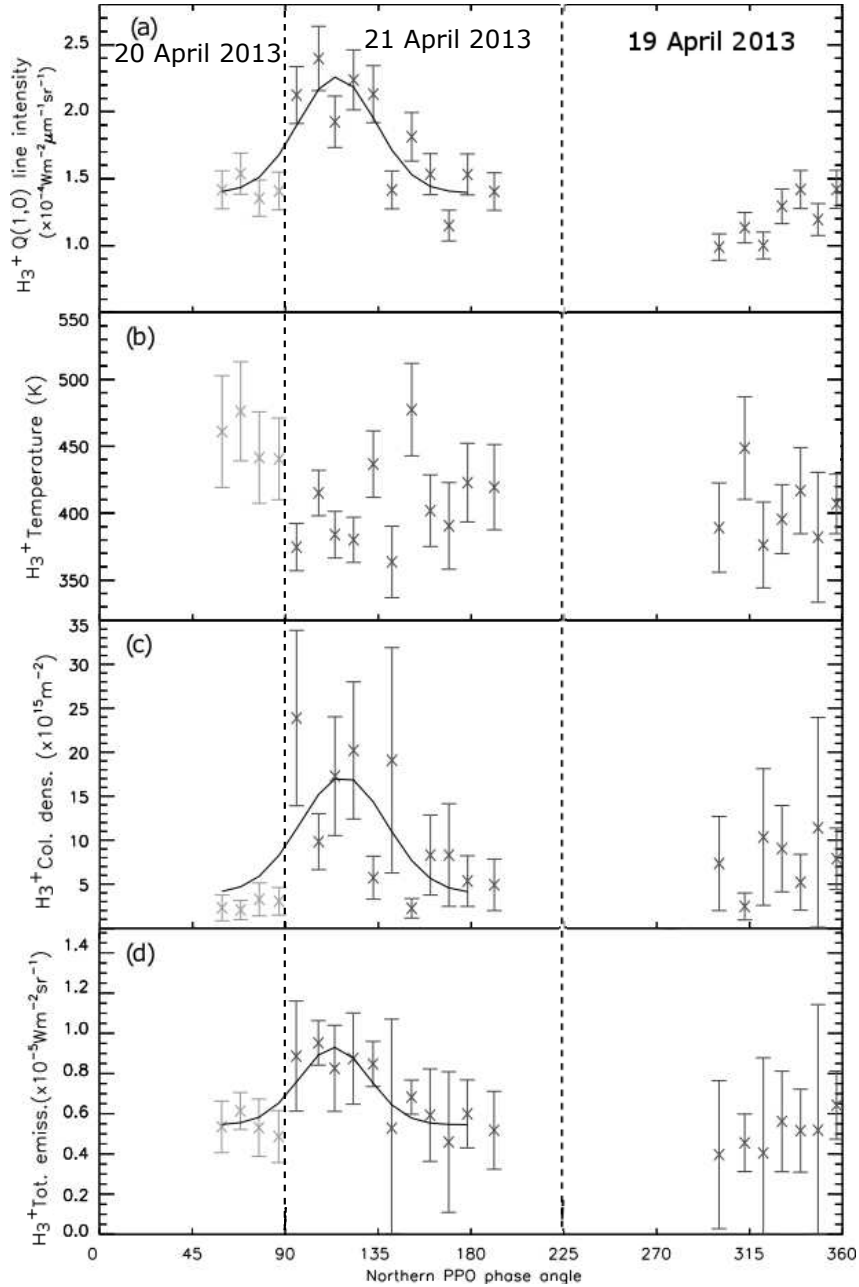 (a)
20 April 2013
21 April 2013
19 April 2013
H3+ Q(1,0) line intensity
(×10−4Wm−2μm−1sr−1)
2.5
2.0
1.5
1.0
(b)
H3+Temperature (K)
550
500
450
400
350
(c)
H3+Col. dens. (×1015m−2)
35
30
25
20
15
10
5
(d)
H3+Tot. emiss.(×10−5Wm−2sr−1)
1.4
1.2
1.0
0.8
0.6
0.4
0.2
0.0
0 45 90 135 180 225 270 315 360
Northern PPO phase angle